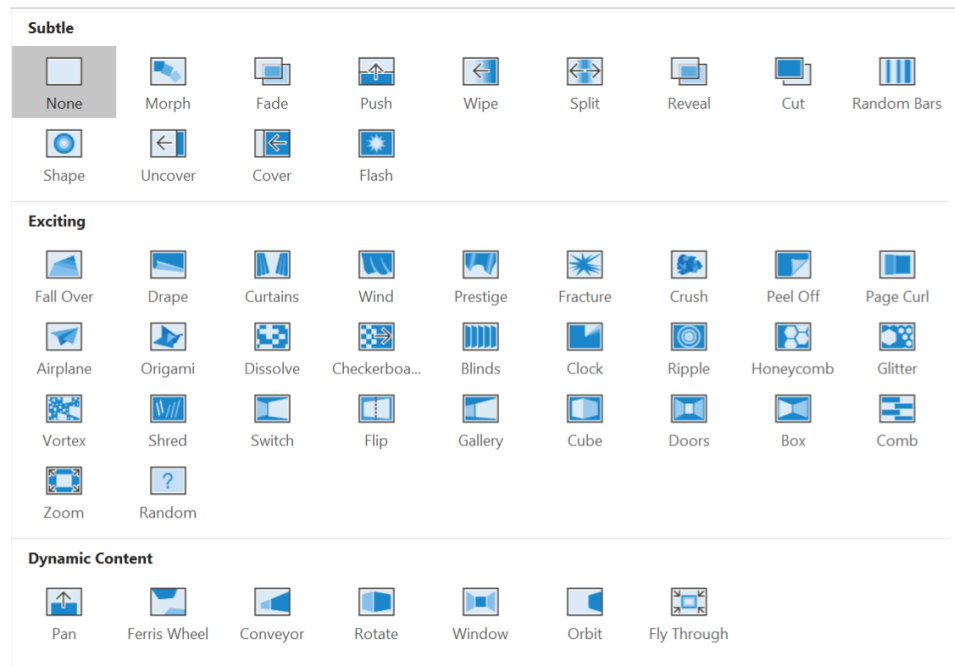 Subtle
None Morph Fade Push Wipe Split Reveal Cut Random Bars
Shape Uncover Cover Flash
Exciting
Fall Over Drape Curtains Wind Prestige Fracture Crush Peel Off Page Curl
Airplane Origami Dissolve Checkerboa... Blinds Clock Ripple Honeycomb Glitter
Vortex Shred Switch Flip Gallery Cube Doors Box Comb
?
Zoom Random
Dynamic Content
Pan Ferris Wheel Conveyor Rotate Window Orbit Fly Through